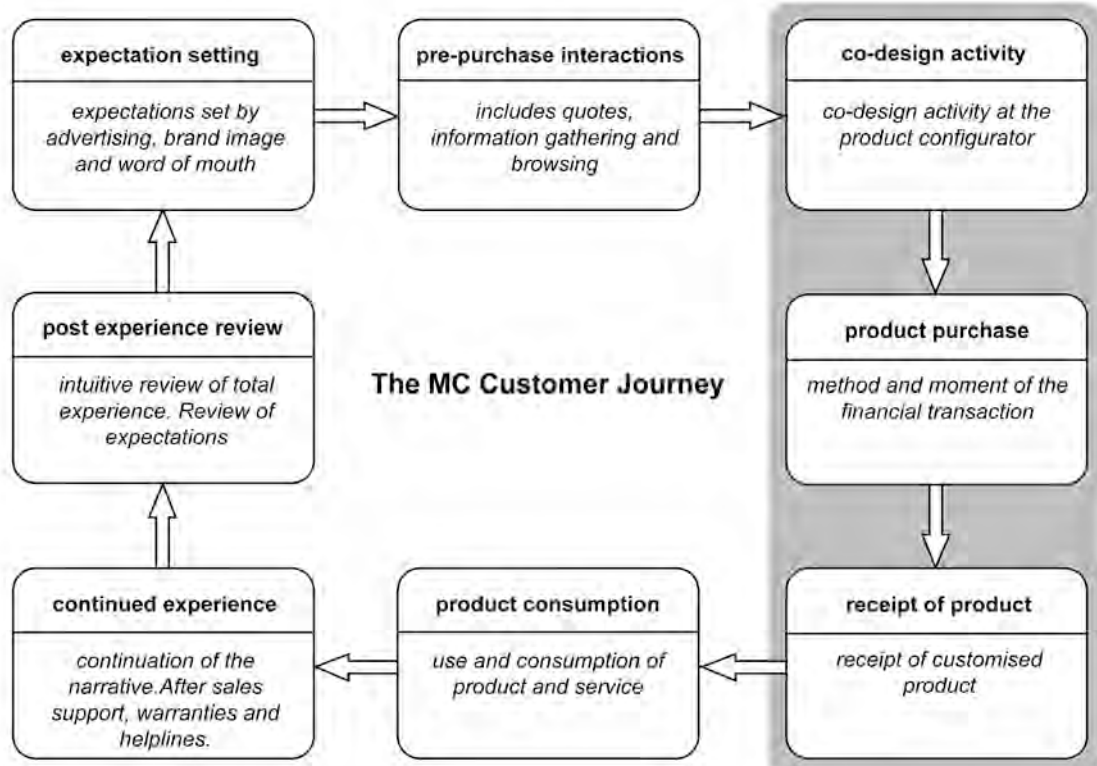 expectation setting
expectations set by
advertising, brand image
and word of mouth
pre-purchase interactions
includes quotes,
information gathering and
browsing
co-design activity
co-design activity at the
product configurator
post experience review
intuitive review of total
experience. Review of
expectations
The MC Customer Journey
product purchase
method and moment of the
financial transaction
continued experience
continuation of the
narrative.After sales
support, warranties and
helplines.
product consumption
use and consumption of
product and service
receipt of product
receipt of customised
product